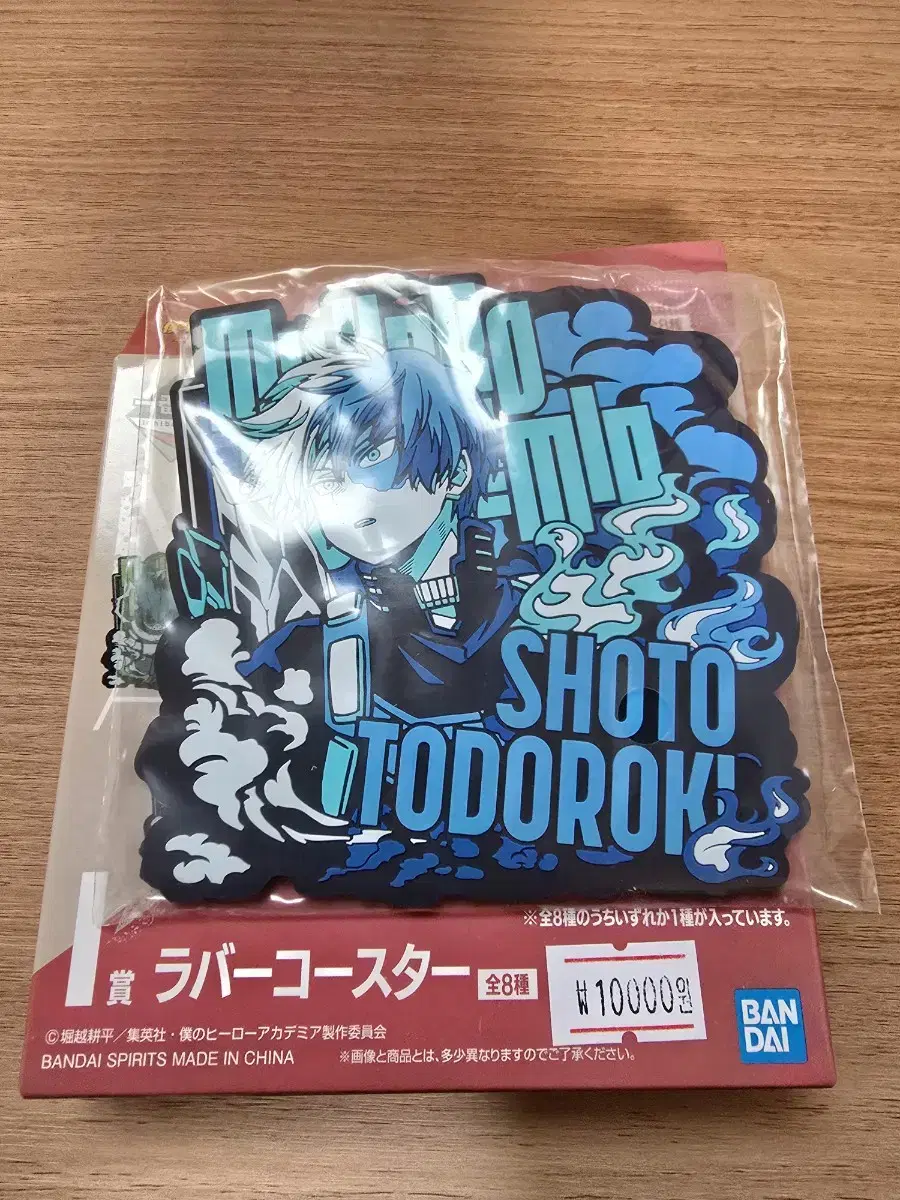 SHOTO
TODOROKI
※全8種のうちいずれか1種が入っています。
I賞 ラバーコースター 全8種
₩10000원
BAN
DAI
©堀越耕平／集英社・僕のヒーローアカデミア製作委員会
BANDAI SPIRITS MADE IN CHINA ※画像と商品とは、多少異なりますのでご了承ください。